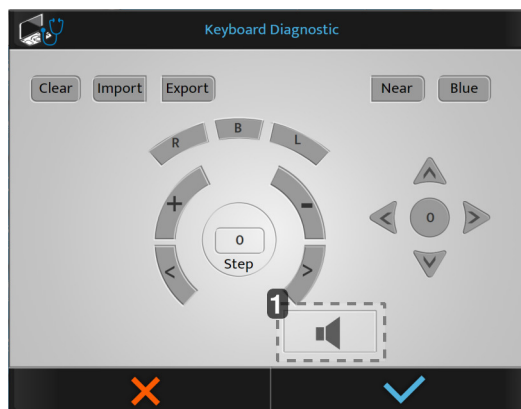 Keyboard Diagnostic
Clear Import Export Near Blue
R B L
+ -
0
0
Step
< >
1